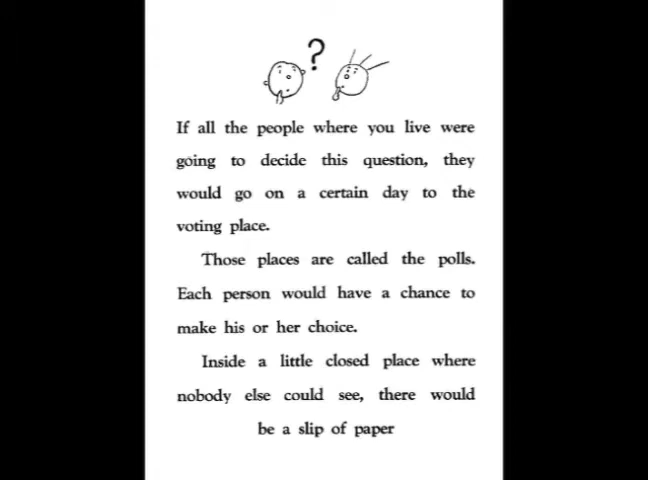 ?
If all the people where you live were
going to decide this question, they
would go on a certain day to the
voting place.
Those places are called the polls.
Each person would have a chance to
make his or her choice.
Inside a little closed place where
nobody else could see, there would
be a slip of paper